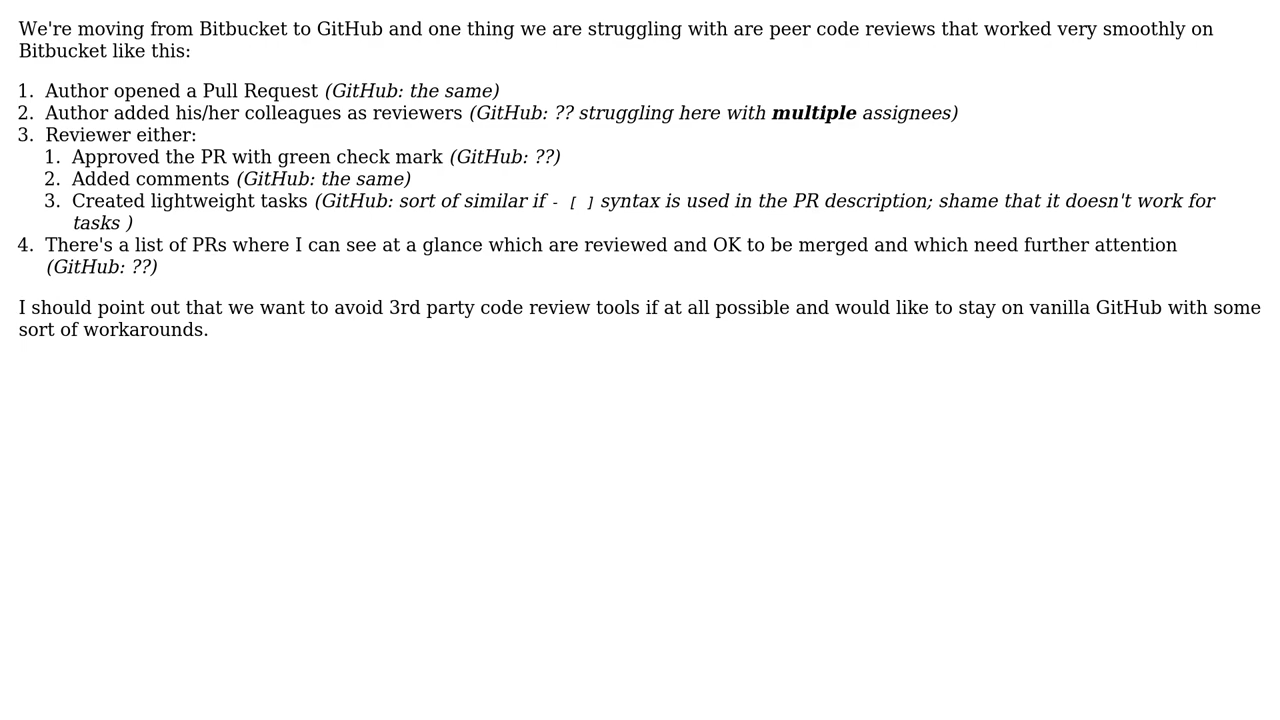 We're moving from Bitbucket to GitHub and one thing we are struggling with are peer code reviews that worked very smoothly on
Bitbucket like this:
1. Author opened a Pull Request (GitHub: the same)
2. Author added his/her colleagues as reviewers (GitHub: ?? struggling here with multiple assignees)
3. Reviewer either:
1. Approved the PR with green check mark (GitHub: ??)
2. Added comments (GitHub: the same)
3. Created lightweight tasks (GitHub: sort of similar if - [ ] syntax is used in the PR description; shame that it doesn't work for
tasks )
4. There's a list of PRs where I can see at a glance which are reviewed and OK to be merged and which need further attention
(GitHub: ??)
I should point out that we want to avoid 3rd party code review tools if at all possible and would like to stay on vanilla GitHub with some
sort of workarounds.